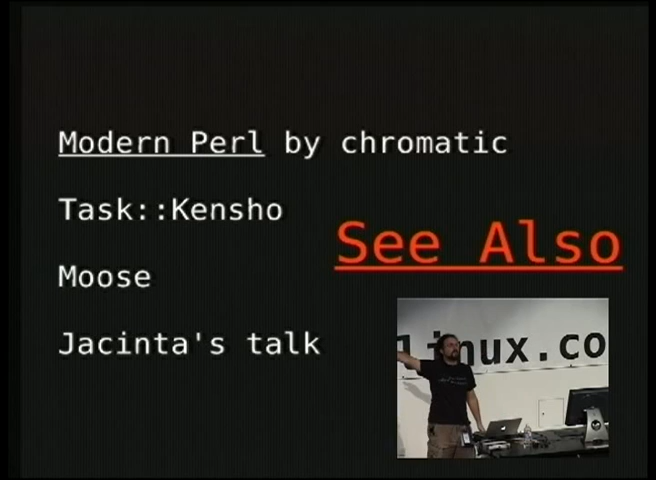 Modern Perl by chromatic
Task::Kensho
See Also
Moose
Jacinta's talk
linux.co